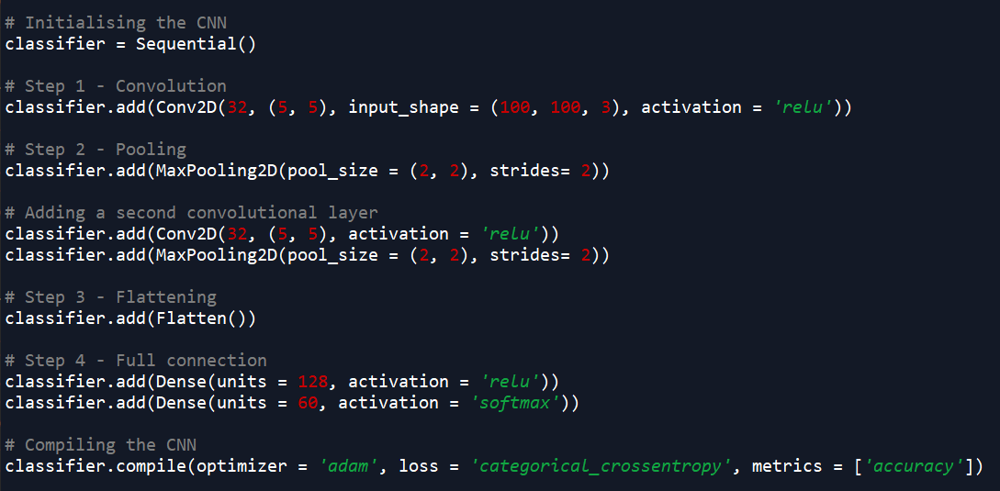 # Initialising the CNN
classifier = Sequential()
# Step 1 - Convolution
classifier.add(Conv2D(32, (5, 5), input_shape = (100, 100, 3), activation = 'relu'))
# Step 2 - Pooling
classifier.add(MaxPooling2D(pool_size = (2, 2), strides= 2))
# Adding a second convolutional layer
classifier.add(Conv2D(32, (5, 5), activation = 'relu'))
classifier.add(MaxPooling2D(pool_size = (2, 2), strides= 2))
# Step 3 - Flattening
classifier.add(Flatten())
# Step 4 - Full connection
classifier.add(Dense(units = 128, activation = 'relu'))
classifier.add(Dense(units = 60, activation = 'softmax'))
# Compiling the CNN
classifier.compile(optimizer = 'adam', loss = 'categorical_crossentropy', metrics = ['accuracy'])